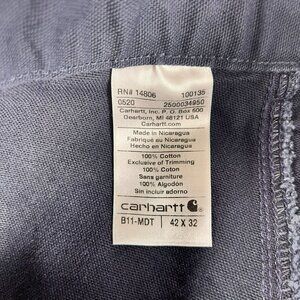 RN# 14806 100135
0520 2500034950
Carhartt, Inc. P.O. Box 600
Dearborn, MI 48121 USA
Carhartt.com
Made in Nicaragua
Fabriqué au Nicaragua
Hecho en Nicaragua
100% Cotton
Exclusive of Trimming
100% Coton
Sans garniture
100% Algodón
Sin incluir adorno
carhartt
B11-MDT 42 X 32